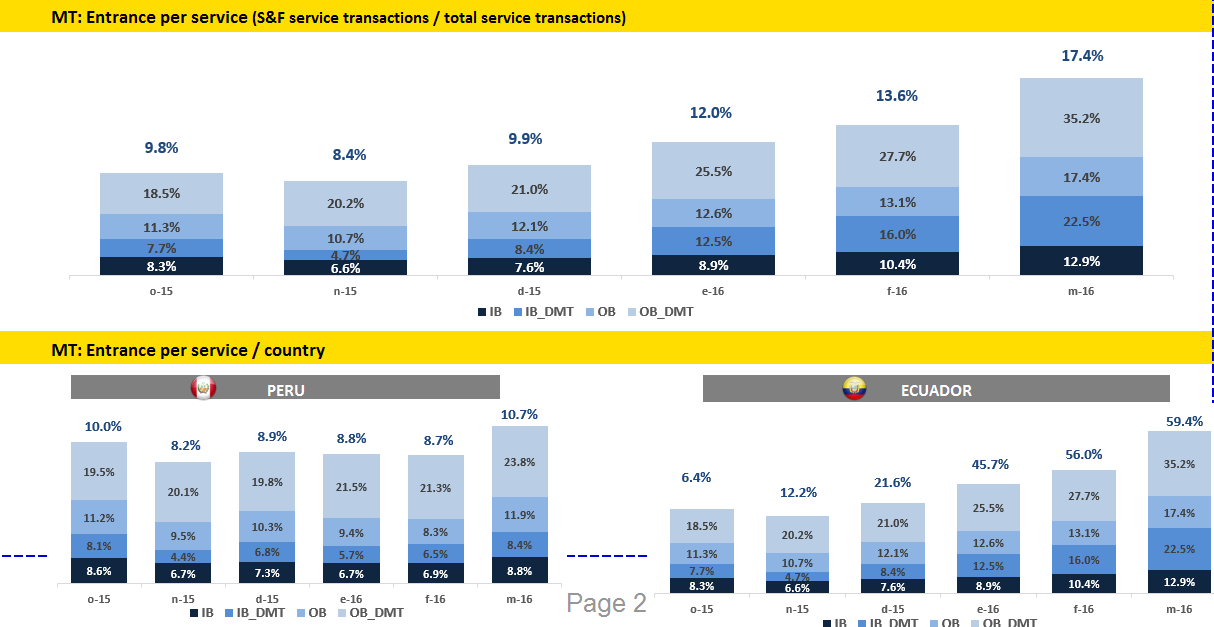 MT: Entrance per service (S&F service transactions / total service transactions)
17.4%
13.6%
12.0%
9.8% 8.4% 9.9%
35.2%
27.7%
25.5%
18.5% 20.2% 21.0%
17.4%
13.1%
12.6%
11.3% 10.7% 12.1%
22.5%
16.0%
12.5%
7.7% 4.7% 8.4%
8.3% 6.6% 7.6% 8.9% 10.4% 12.9%
o-15 n-15 d-15 e-16 f-16 m-16
IB IB_DMT OB OB_DMT
MT: Entrance per service / country
PERU
10.0% 8.2% 8.9% 8.8% 8.7% 10.7%
19.5% 20.1% 19.8% 21.5% 21.3% 23.8%
11.2% 9.5% 10.3% 9.4% 8.3% 11.9%
8.1% 4.4% 6.8% 5.7% 6.5% 8.4%
8.6% 6.7% 7.3% 6.7% 6.9% 8.8%
o-15 n-15 d-15 e-16 f-16 m-16
IB IB_DMT OB OB_DMT
ECUADOR
6.4% 12.2% 21.6% 45.7% 56.0% 59.4%
18.5% 20.2% 21.0% 25.5% 27.7% 35.2%
11.3% 10.7% 12.1% 12.6% 13.1% 17.4%
7.7% 4.7% 8.4% 12.5% 16.0% 22.5%
8.3% 6.6% 7.6% 8.9% 10.4% 12.9%
o-15 n-15 d-15 e-16 f-16 m-16
IB IB_DMT OB OB_DMT
Page 2